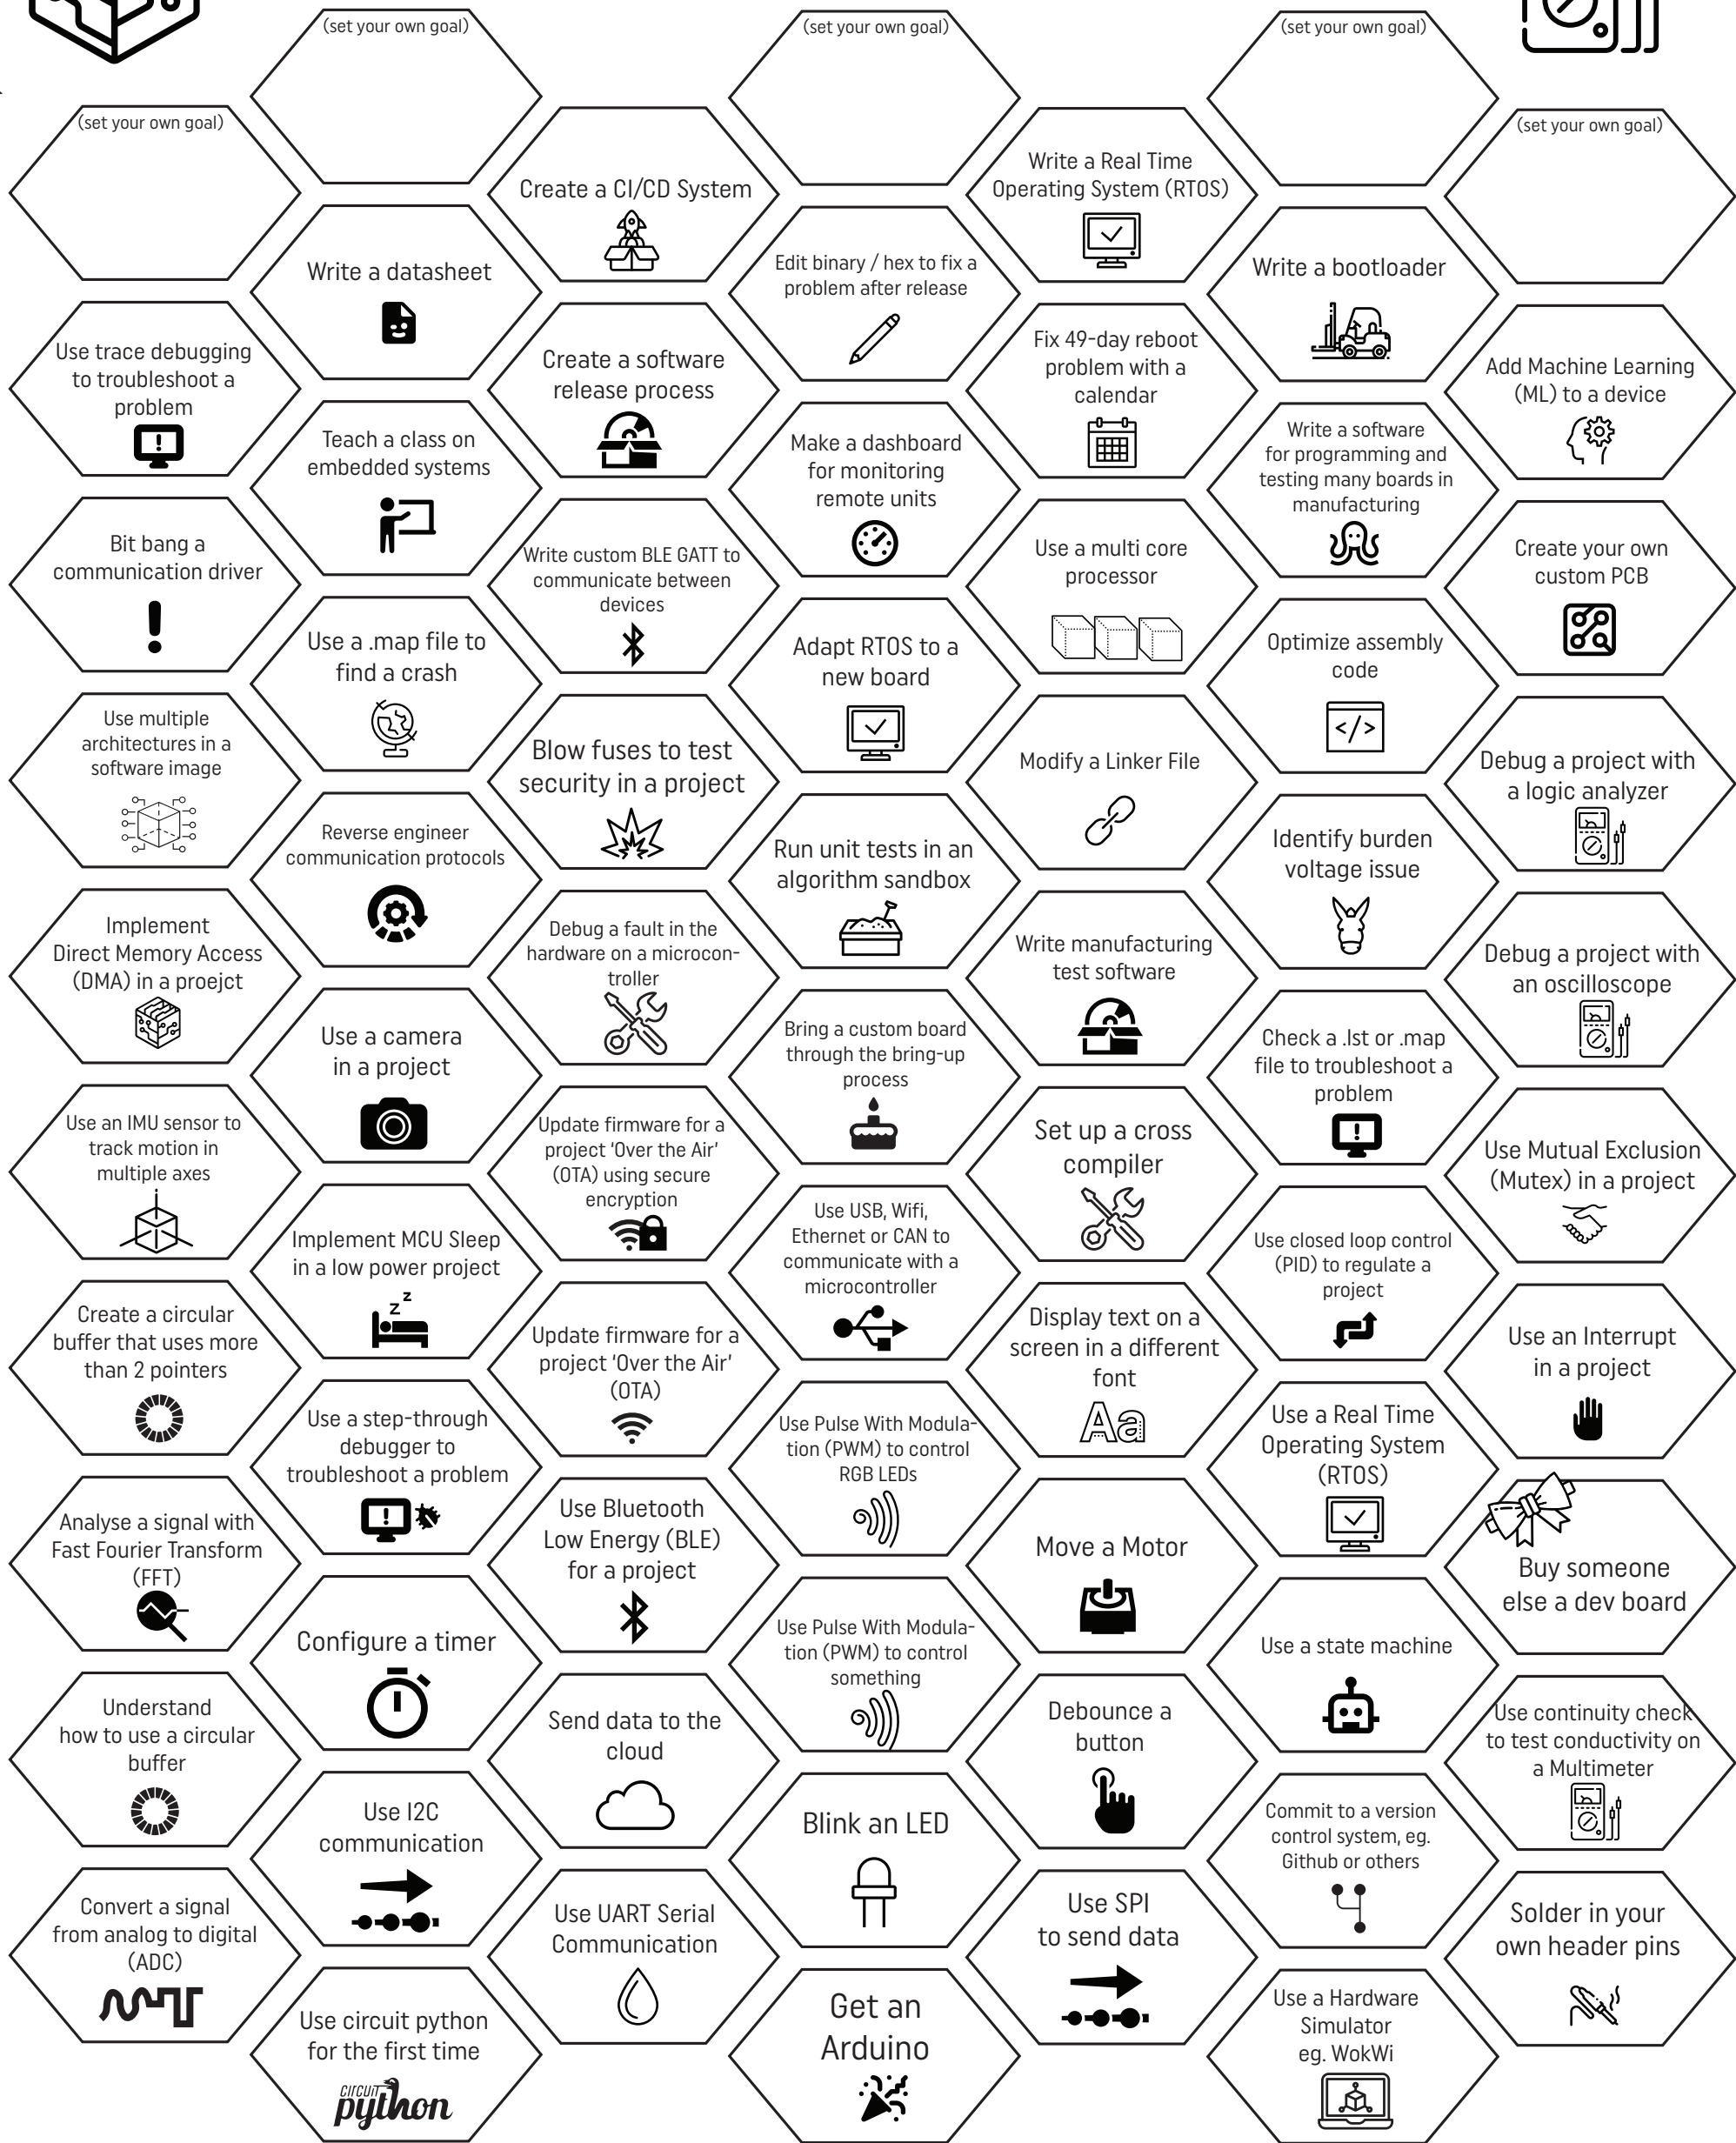 (set your own goal)
(set your own goal)
(set your own goal)
(set your own goal)
(set your own goal)
Create a CI/CD System
Write a Real Time
Operating System (RTOS)
Write a datasheet
Edit binary / hex to fix a
problem after release
Write a bootloader
Use trace debugging
to troubleshoot a
problem
Create a software
release process
Fix 49-day reboot
problem with a
calendar
Add Machine Learning
(ML) to a device
Teach a class on
embedded systems
Make a dashboard
for monitoring
remote units
Write a software
for programming and
testing many boards in
manufacturing
Bit bang a
communication driver
Write custom BLE GATT to
communicate between
devices
Use a multi core
processor
Create your own
custom PCB
Use a .map file to
find a crash
Adapt RTOS to a
new board
Optimize assembly
code
</>
Use multiple
architectures in a
software image
Blow fuses to test
security in a project
Modify a Linker File
Debug a project with
a logic analyzer
Reverse engineer
communication protocols
Run unit tests in an
algorithm sandbox
Identify burden
voltage issue
Implement
Direct Memory Access
(DMA) in a proejct
Debug a fault in the
hardware on a microcon-
troller
Write manufacturing
test software
Debug a project with
an oscilloscope
Use a camera
in a project
Bring a custom board
through the bring-up
process
Check a .lst or .map
file to troubleshoot a
problem
Use an IMU sensor to
track motion in
multiple axes
Update firmware for a
project ‘Over the Air’
(OTA) using secure
encryption
Set up a cross
compiler
Use Mutual Exclusion
(Mutex) in a project
Implement MCU Sleep
in a low power project
z z
Use USB, Wifi,
Ethernet or CAN to
communicate with a
microcontroller
Use closed loop control
(PID) to regulate a
project
Create a circular
buffer that uses more
than 2 pointers
Update firmware for a
project ‘Over the Air’
(OTA)
Display text on a
screen in a different
font
Aa
Use an Interrupt
in a project
Use a step-through
debugger to
troubleshoot a problem
Use Pulse With Modula-
tion (PWM) to control
RGB LEDs
Use a Real Time
Operating System
(RTOS)
Analyse a signal with
Fast Fourier Transform
(FFT)
Use Bluetooth
Low Energy (BLE)
for a project
Move a Motor
Buy someone
else a dev board
Configure a timer
Use Pulse With Modula-
tion (PWM) to control
something
Use a state machine
Understand
how to use a circular
buffer
Send data to the
cloud
Debounce a
button
Use continuity check
to test conductivity on
a Multimeter
Use I2C
communication
Blink an LED
Commit to a version
control system, eg.
Github or others
Convert a signal
from analog to digital
(ADC)
Use UART Serial
Communication
Use SPI
to send data
Solder in your
own header pins
Use circuit python
for the first time
CIRCUIT
python
Get an
Arduino
Use a Hardware
Simulator
eg. WokWi